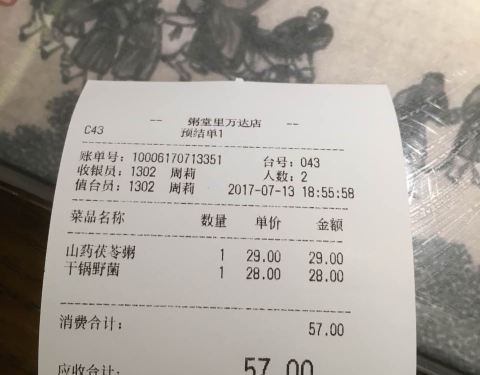 -- 粥堂里万达店 --
C43 预结单1
账单号：10006170713351 台号：043
收银员：1302 周莉 人数：2
值台员：1302 周莉 2017-07-13 18:55:58
菜品名称 数量 单价 金额
山药茯苓粥 1 29.00 29.00
干锅野菌 1 28.00 28.00
消费合计： 57.00
应收合计： 57.00